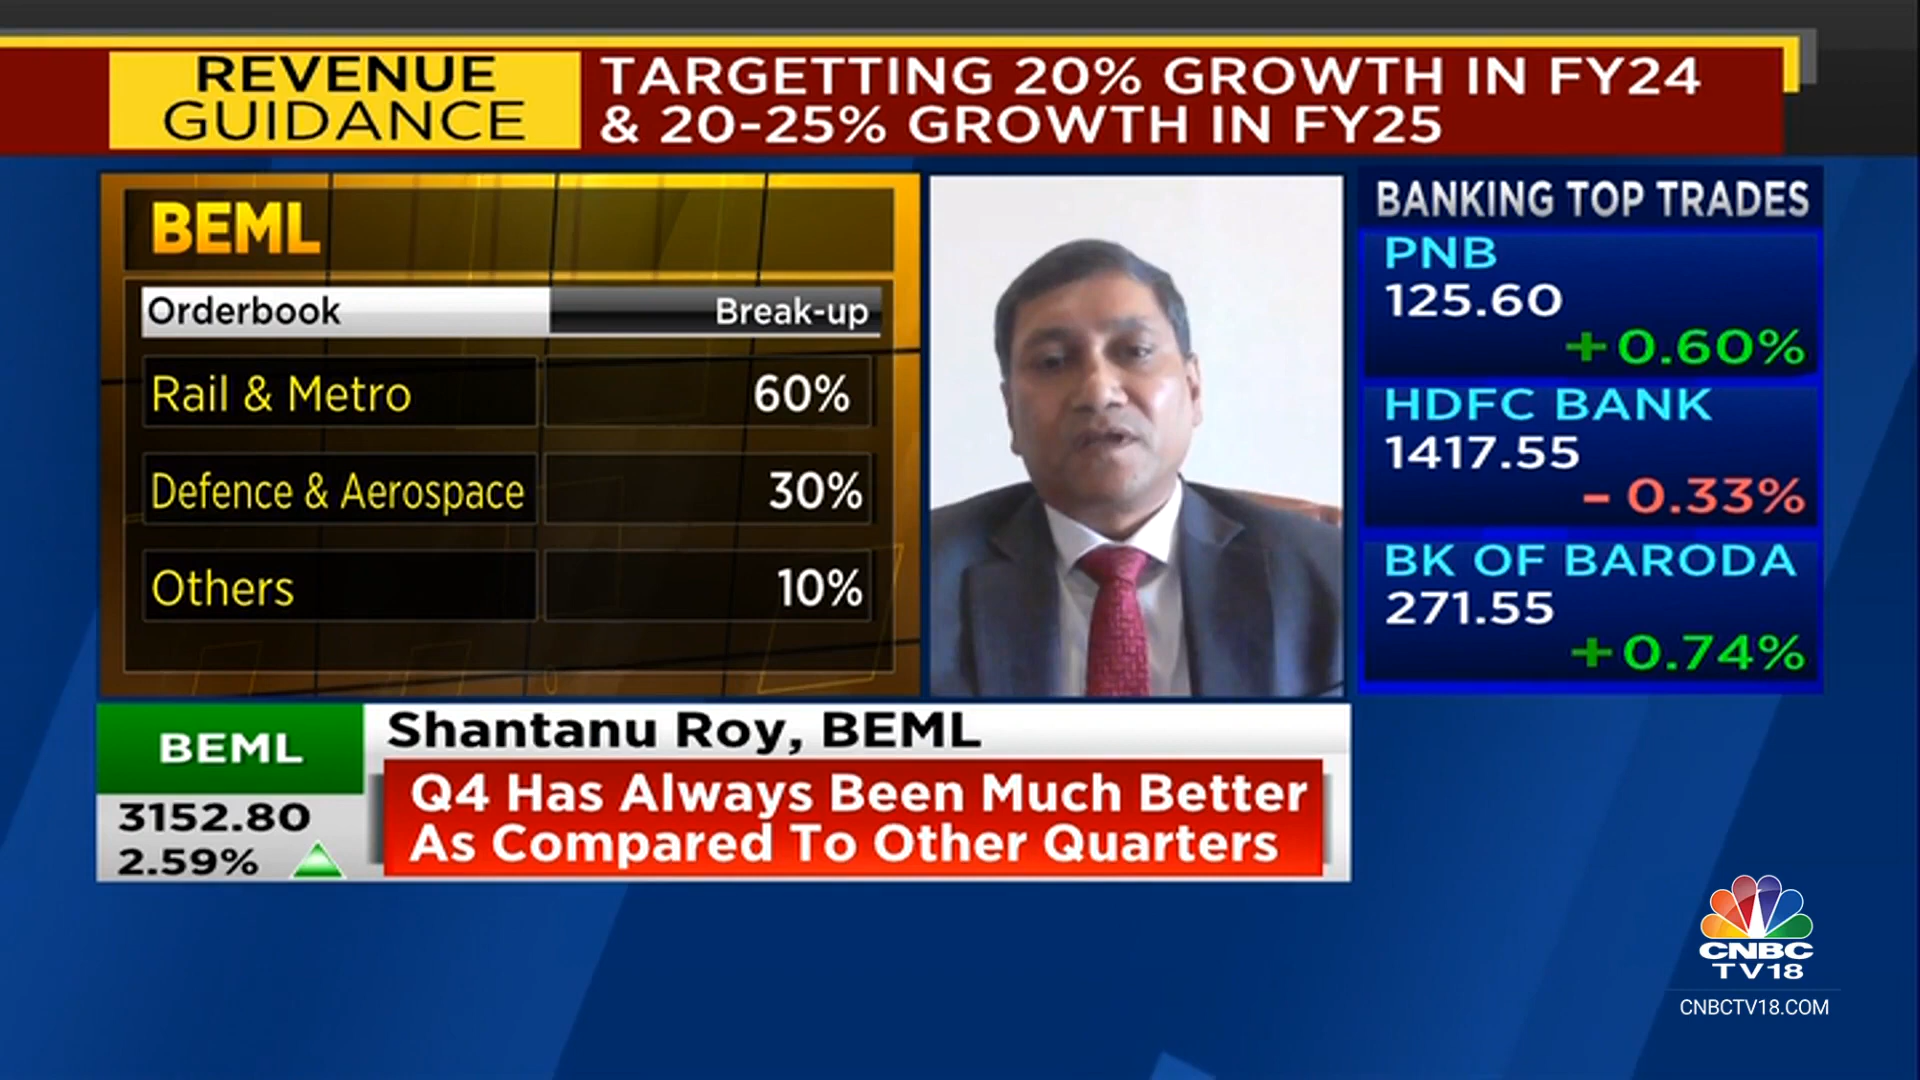 REVENUE
GUIDANCE
TARGETTING 20% GROWTH IN FY24
& 20-25% GROWTH IN FY25
BEML
Orderbook Break-up
Rail & Metro 60%
Defence & Aerospace 30%
Others 10%
BANKING TOP TRADES
PNB
125.60
+0.60%
HDFC BANK
1417.55
- 0.33%
BK OF BARODA
271.55
+0.74%
BEML
3152.80
2.59%
Shantanu Roy, BEML
Q4 Has Always Been Much Better
As Compared To Other Quarters
CNBC
TV18
CNBCTV18.COM